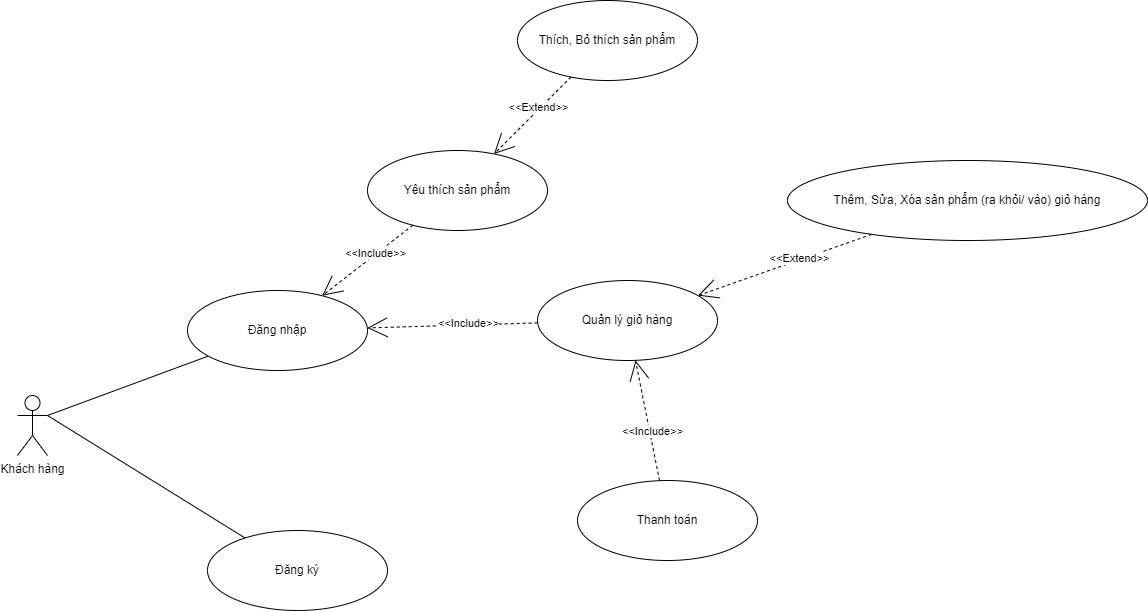 Thích, Bỏ thích sản phẩm
<<Extend>>
Yêu thích sản phẩm
Thêm, Sửa, Xóa sản phẩm (ra khỏi/ vào) giỏ hàng
<<Include>>
<<Extend>>
Đăng nhập
<<Include>>
Quản lý giỏ hàng
<<Include>>
Khách hàng
Thanh toán
Đăng ký